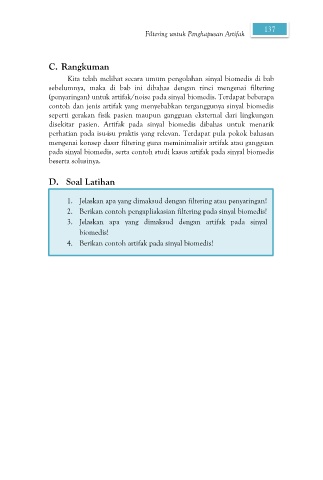 Filtering untuk Penghapusan Artifak 137
C. Rangkuman
Kita telah melihat secara umum pengolahan sinyal biomedis di bab
sebelumnya, maka di bab ini dibahas dengan rinci mengenai filtering
(penyaringan) untuk artifak/noise pada sinyal biomedis. Terdapat beberapa
contoh dan jenis artifak yang menyebabkan terganggunya sinyal biomedis
seperti gerakan fisik pasien maupun gangguan eksternal dari lingkungan
disekitar pasien. Artifak pada sinyal biomedis dibahas untuk menarik
perhatian pada isu-isu praktis yang relevan. Terdapat pula pokok bahasan
mengenai konsep dasar filtering guna meminimalisir artifak atau gangguan
pada sinyal biomedis, serta contoh studi kasus artifak pada sinyal biomedis
beserta solusinya.
D. Soal Latihan
1. Jelaskan apa yang dimaksud dengan filtering atau penyaringan!
2. Berikan contoh pengapliakasian filtering pada sinyal biomedis!
3. Jelaskan apa yang dimaksud dengan artifak pada sinyal
biomedis!
4. Berikan contoh artifak pada sinyal biomedis!